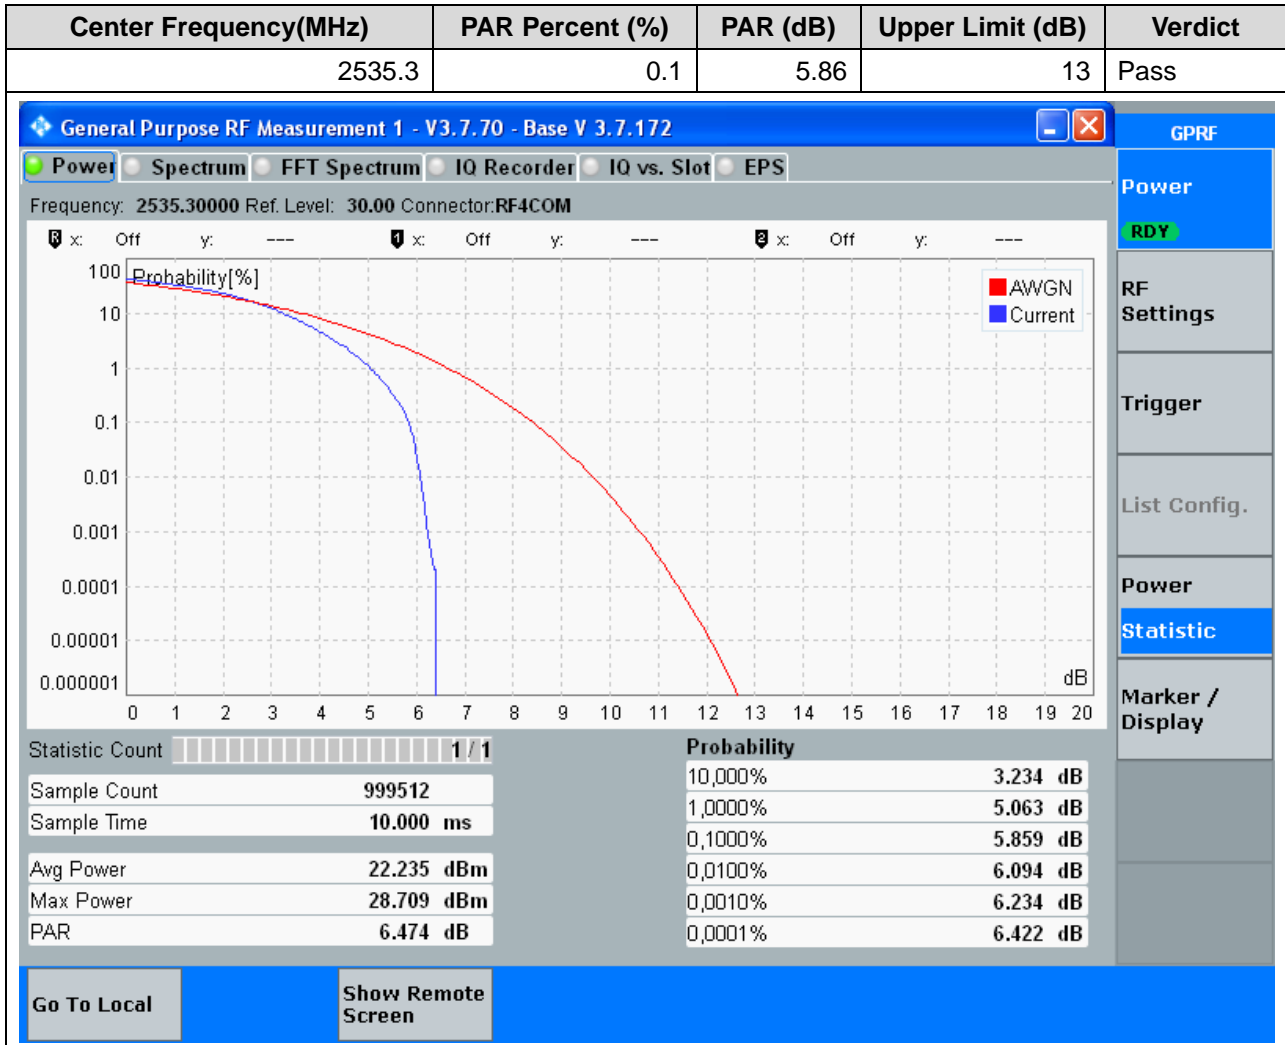 Center Frequency(MHz) PAR Percent (%) PAR (dB) Upper Limit (dB) Verdict
2535.3 0.1 5.86 13 Pass
General Purpose RF Measurement 1 - V3.7.70 - Base V 3.7.172
GPRF
Power Spectrum FFT Spectrum IQ Recorder IQ vs. Slot EPS
Frequency: 2535.30000 Ref. Level: 30.00 Connector:RF4COM
R x: Off y: --- 1 x: Off y: --- 2 x: Off y: ---
Probability[%]
AWGN
Current
100
10
1
0.1
0.01
0.001
0.0001
0.00001
0.000001
dB
0 1 2 3 4 5 6 7 8 9 10 11 12 13 14 15 16 17 18 19 20
Statistic Count 1 / 1
Sample Count 999512
Sample Time 10.000 ms
Avg Power 22.235 dBm
Max Power 28.709 dBm
PAR 6.474 dB
Probability
10,000% 3.234 dB
1,0000% 5.063 dB
0,1000% 5.859 dB
0,0100% 6.094 dB
0,0010% 6.234 dB
0,0001% 6.422 dB
Power
RDY
RF
Settings
Trigger
List Config.
Power
Statistic
Marker /
Display
Go To Local
Show Remote
Screen